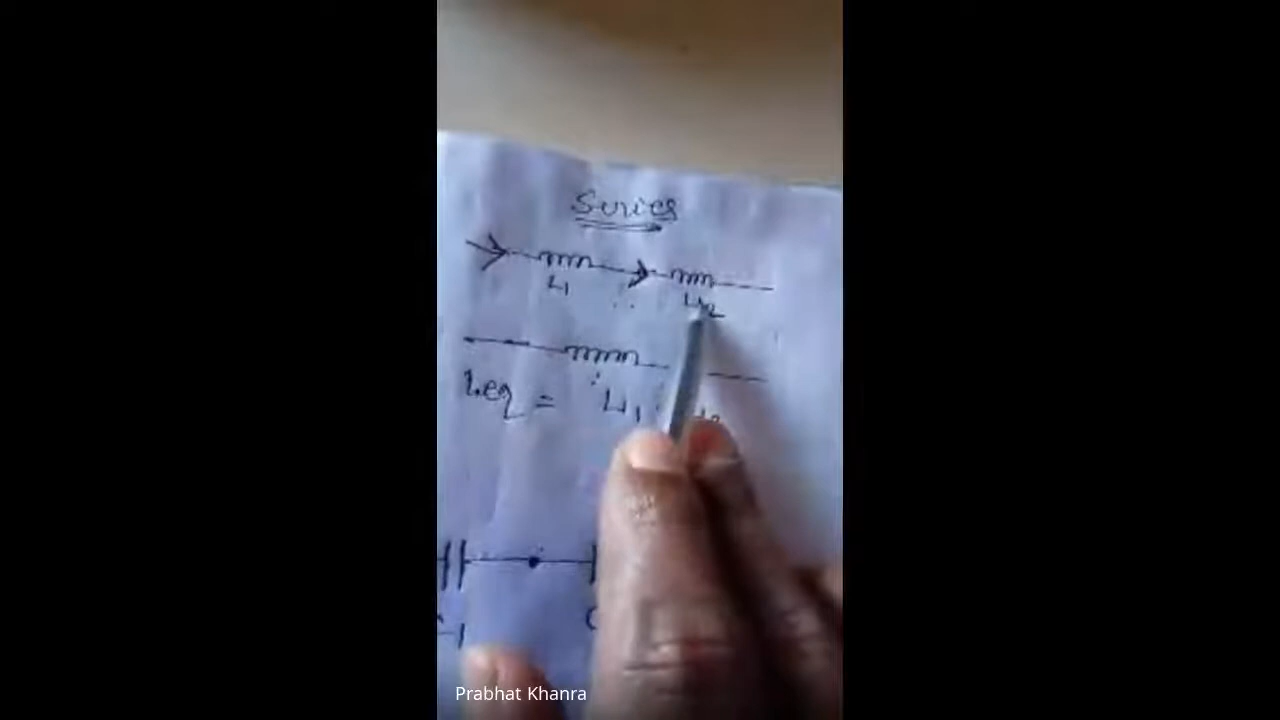 Series
L1 L2
Leq = L1
Prabhat Khanra